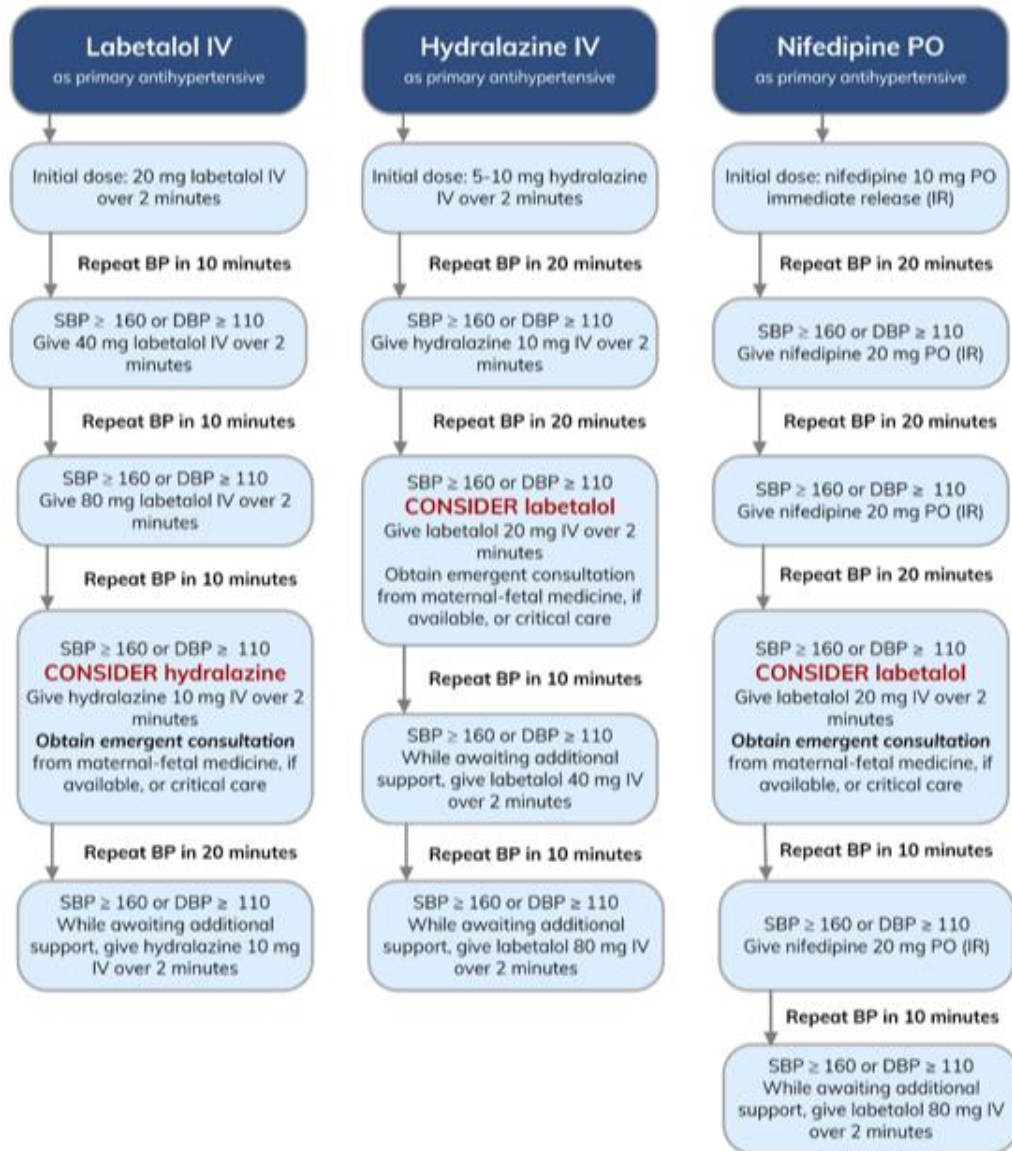 Labetalol IV
as primary antihypertensive
Initial dose: 20 mg labetalol IV
over 2 minutes
Repeat BP in 10 minutes
SBP ≥ 160 or DBP ≥ 110
Give 40 mg labetalol IV over 2
minutes
Repeat BP in 10 minutes
SBP ≥ 160 or DBP ≥ 110
Give 80 mg labetalol IV over 2
minutes
Repeat BP in 10 minutes
SBP ≥ 160 or DBP ≥ 110
CONSIDER hydralazine
Give hydralazine 10 mg IV over 2
minutes
Obtain emergent consultation
from maternal-fetal medicine, if
available, or critical care
Repeat BP in 20 minutes
SBP ≥ 160 or DBP ≥ 110
While awaiting additional
support, give hydralazine 10 mg
IV over 2 minutes
Hydralazine IV
as primary antihypertensive
Initial dose: 5-10 mg hydralazine
IV over 2 minutes
Repeat BP in 20 minutes
SBP ≥ 160 or DBP ≥ 110
Give hydralazine 10 mg IV over 2
minutes
Repeat BP in 20 minutes
SBP ≥ 160 or DBP ≥ 110
CONSIDER labetalol
Give labetalol 20 mg IV over 2
minutes
Obtain emergent consultation
from maternal-fetal medicine, if
available, or critical care
Repeat BP in 10 minutes
SBP ≥ 160 or DBP ≥ 110
While awaiting additional
support, give labetalol 40 mg IV
over 2 minutes
Repeat BP in 10 minutes
SBP ≥ 160 or DBP ≥ 110
While awaiting additional
support, give labetalol 80 mg IV
over 2 minutes
Nifedipine PO
as primary antihypertensive
Initial dose: nifedipine 10 mg PO
immediate release (IR)
Repeat BP in 20 minutes
SBP ≥ 160 or DBP ≥ 110
Give nifedipine 20 mg PO (IR)
Repeat BP in 20 minutes
SBP ≥ 160 or DBP ≥ 110
Give nifedipine 20 mg PO (IR)
Repeat BP in 20 minutes
SBP ≥ 160 or DBP ≥ 110
CONSIDER labetalol
Give labetalol 20 mg IV over 2
minutes
Obtain emergent consultation
from maternal-fetal medicine, if
available, or critical care
Repeat BP in 10 minutes
SBP ≥ 160 or DBP ≥ 110
Give nifedipine 20 mg PO (IR)
Repeat BP in 10 minutes
SBP ≥ 160 or DBP ≥ 110
While awaiting additional
support, give labetalol 80 mg IV
over 2 minutes